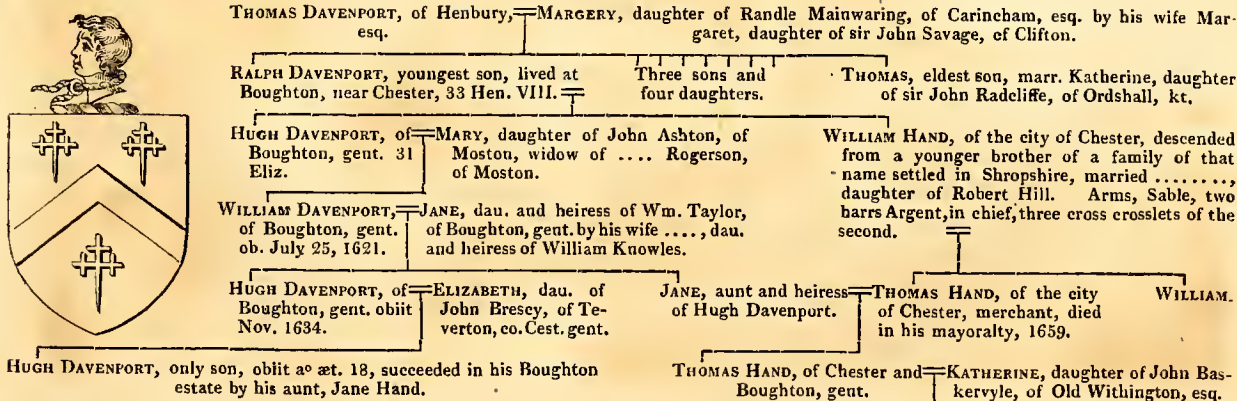 THOMAS DAVENPORT, of Henbury, esq.
MARGERY, daughter of Randle Mainwaring, of Carincham, esq. by his wife Mar-
garet, daughter of sir John Savage, cf Clifton.
RALPH DAVENPORT, youngest son, lived at
Boughton, near Chester, 33 Hen. VIII.
Three sons and
four daughters.
THOMAS, eldest son, marr. Katherine, daughter
of sir John Radcliffe, of Ordshall, kt.
HUGH DAVENPORT, of
Boughton, gent. 31
Eliz.
MARY, daughter of John Ashton, of
Moston, widow of .... Rogerson,
of Moston.
WILLIAM HAND, of the city of Chester, descended
from a younger brother of a family of that
name settled in Shropshire, married ........,
daughter of Robert Hill. Arms, Sable, two
barrs Argent, in chief, three cross crosslets of the
second.
WILLIAM DAVENPORT,
of Boughton, gent.
ob. July 25, 1621.
JANE, dau. and heiress of Wm. Taylor,
of Boughton, gent. by his wife ...., dau.
and heiress of William Knowles.
HUGH DAVENPORT, of
Boughton, gent. obiit
Nov. 1634.
ELIZABETH, dau. of
John Brescy, of Te-
verton, co. Cest. gent.
JANE, aunt and heiress
of Hugh Davenport.
THOMAS HAND, of the city
of Chester, merchant, died
in his mayoralty, 1659.
WILLIAM.
HUGH DAVENPORT, only son, obiit aº æt. 18, succeeded in his Boughton
estate by his aunt, Jane Hand.
THOMAS HAND, of Chester and
Boughton, gent.
KATHERINE, daughter of John Bas-
kervyle, of Old Withington, esq.